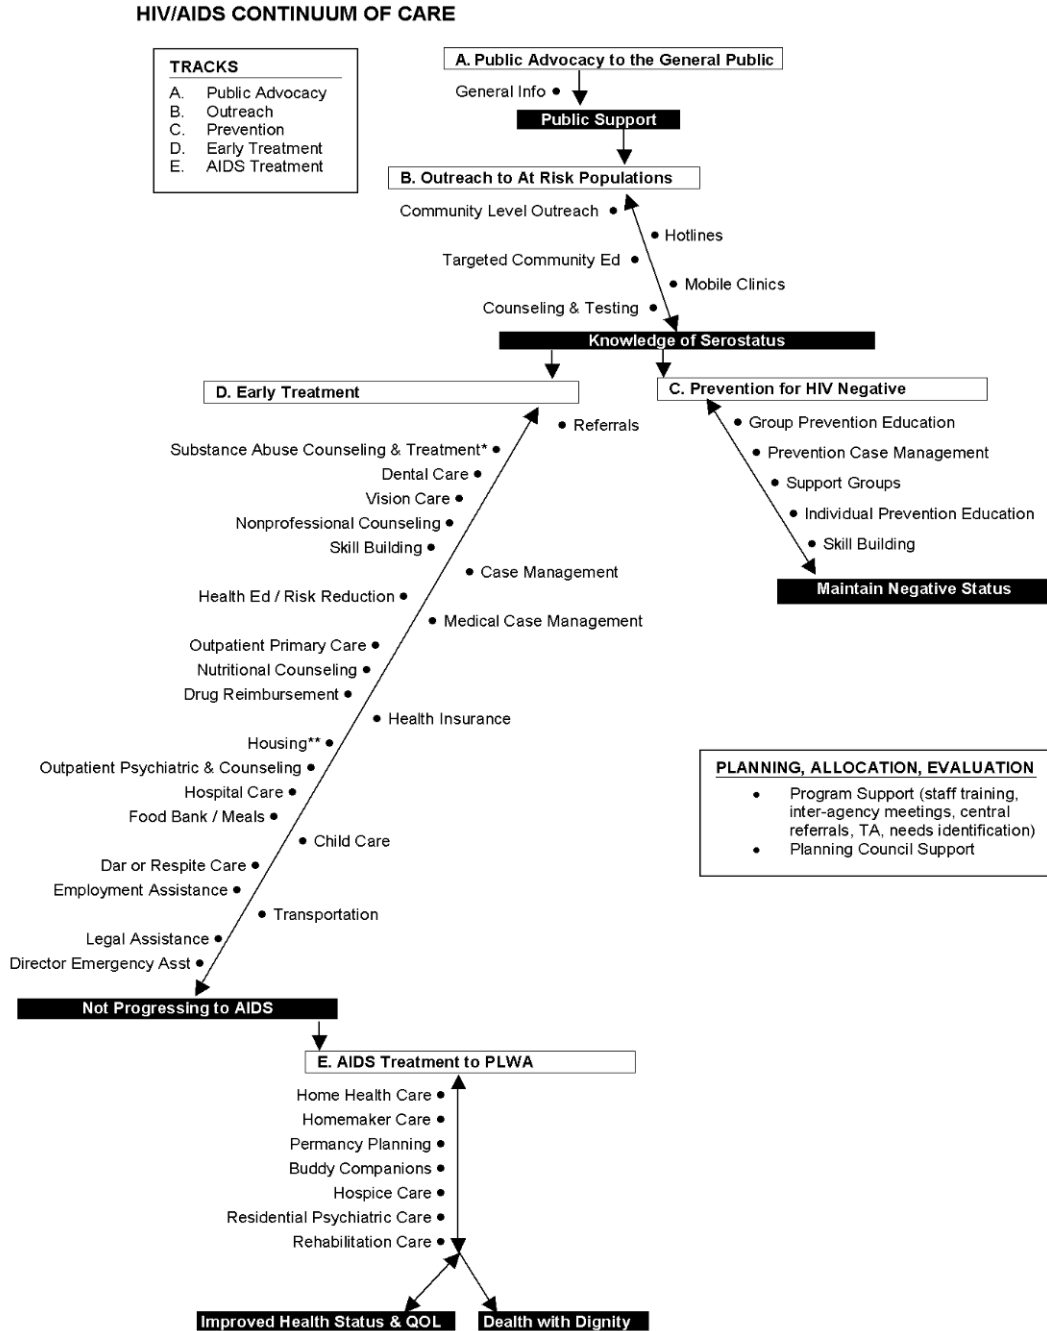 HIV/AIDS CONTINUUM OF CARE
TRACKS
A. Public Advocacy
B. Outreach
C. Prevention
D. Early Treatment
E. AIDS Treatment
A. Public Advocacy to the General Public
General Info
Public Support
B. Outreach to At Risk Populations
Community Level Outreach
Hotlines
Targeted Community Ed
Mobile Clinics
Counseling & Testing
Knowledge of Serostatus
D. Early Treatment
C. Prevention for HIV Negative
Referrals
Group Prevention Education
Substance Abuse Counseling & Treatment*
Prevention Case Management
Dental Care
Support Groups
Vision Care
Individual Prevention Education
Nonprofessional Counseling
Skill Building
Skill Building
Case Management
Maintain Negative Status
Health Ed / Risk Reduction
Medical Case Management
Outpatient Primary Care
Nutritional Counseling
Drug Reimbursement
Health Insurance
Housing**
Outpatient Psychiatric & Counseling
Hospital Care
Food Bank / Meals
Child Care
Dar or Respite Care
Employment Assistance
Transportation
Legal Assistance
Director Emergency Asst
Not Progressing to AIDS
PLANNING, ALLOCATION, EVALUATION
• Program Support (staff training,
inter-agency meetings, central
referrals, TA, needs identification)
• Planning Council Support
E. AIDS Treatment to PLWA
Home Health Care
Homemaker Care
Permancy Planning
Buddy Companions
Hospice Care
Residential Psychiatric Care
Rehabilitation Care
Improved Health Status & QOL
Dealth with Dignity